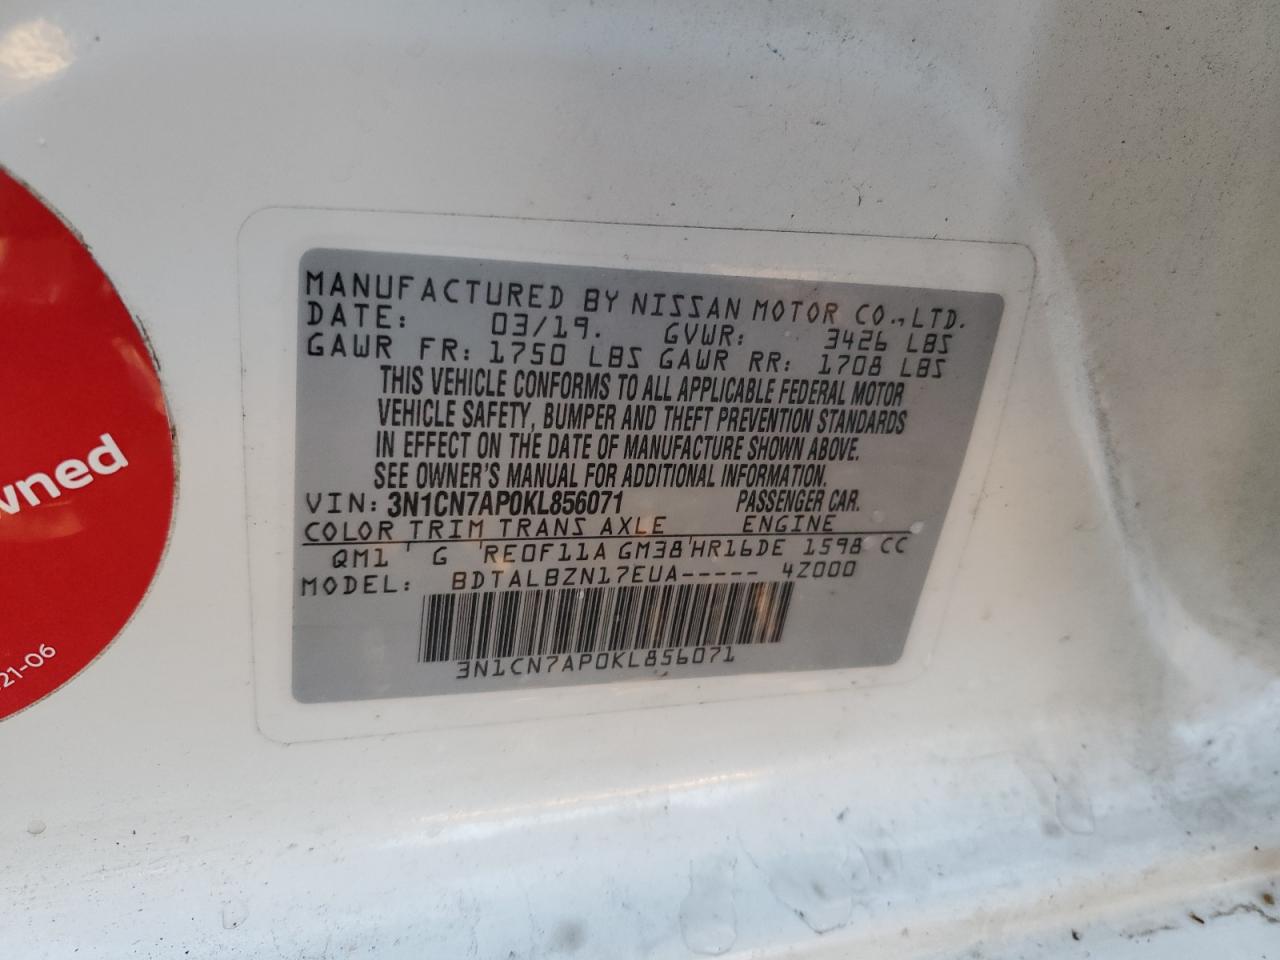 MANUFACTURED BY NISSAN MOTOR CO., LTD.
DATE: 03/19. GVWR: 3426 LBS
GAWR FR: 1750 LBS GAWR RR: 1708 LBS
THIS VEHICLE CONFORMS TO ALL APPLICABLE FEDERAL MOTOR
VEHICLE SAFETY, BUMPER AND THEFT PREVENTION STANDARDS
IN EFFECT ON THE DATE OF MANUFACTURE SHOWN ABOVE.
SEE OWNER'S MANUAL FOR ADDITIONAL INFORMATION.
VIN: 3N1CN7AP0KL856071 PASSENGER CAR.
COLOR TRIM TRANS AXLE ENGINE
QM1 ' G 'RE0F11A GM38'HR16DE 1598 CC
MODEL: BDTALBZN17EUA----- 4Z000
3N1CN7AP0KL856071
wned
21-06